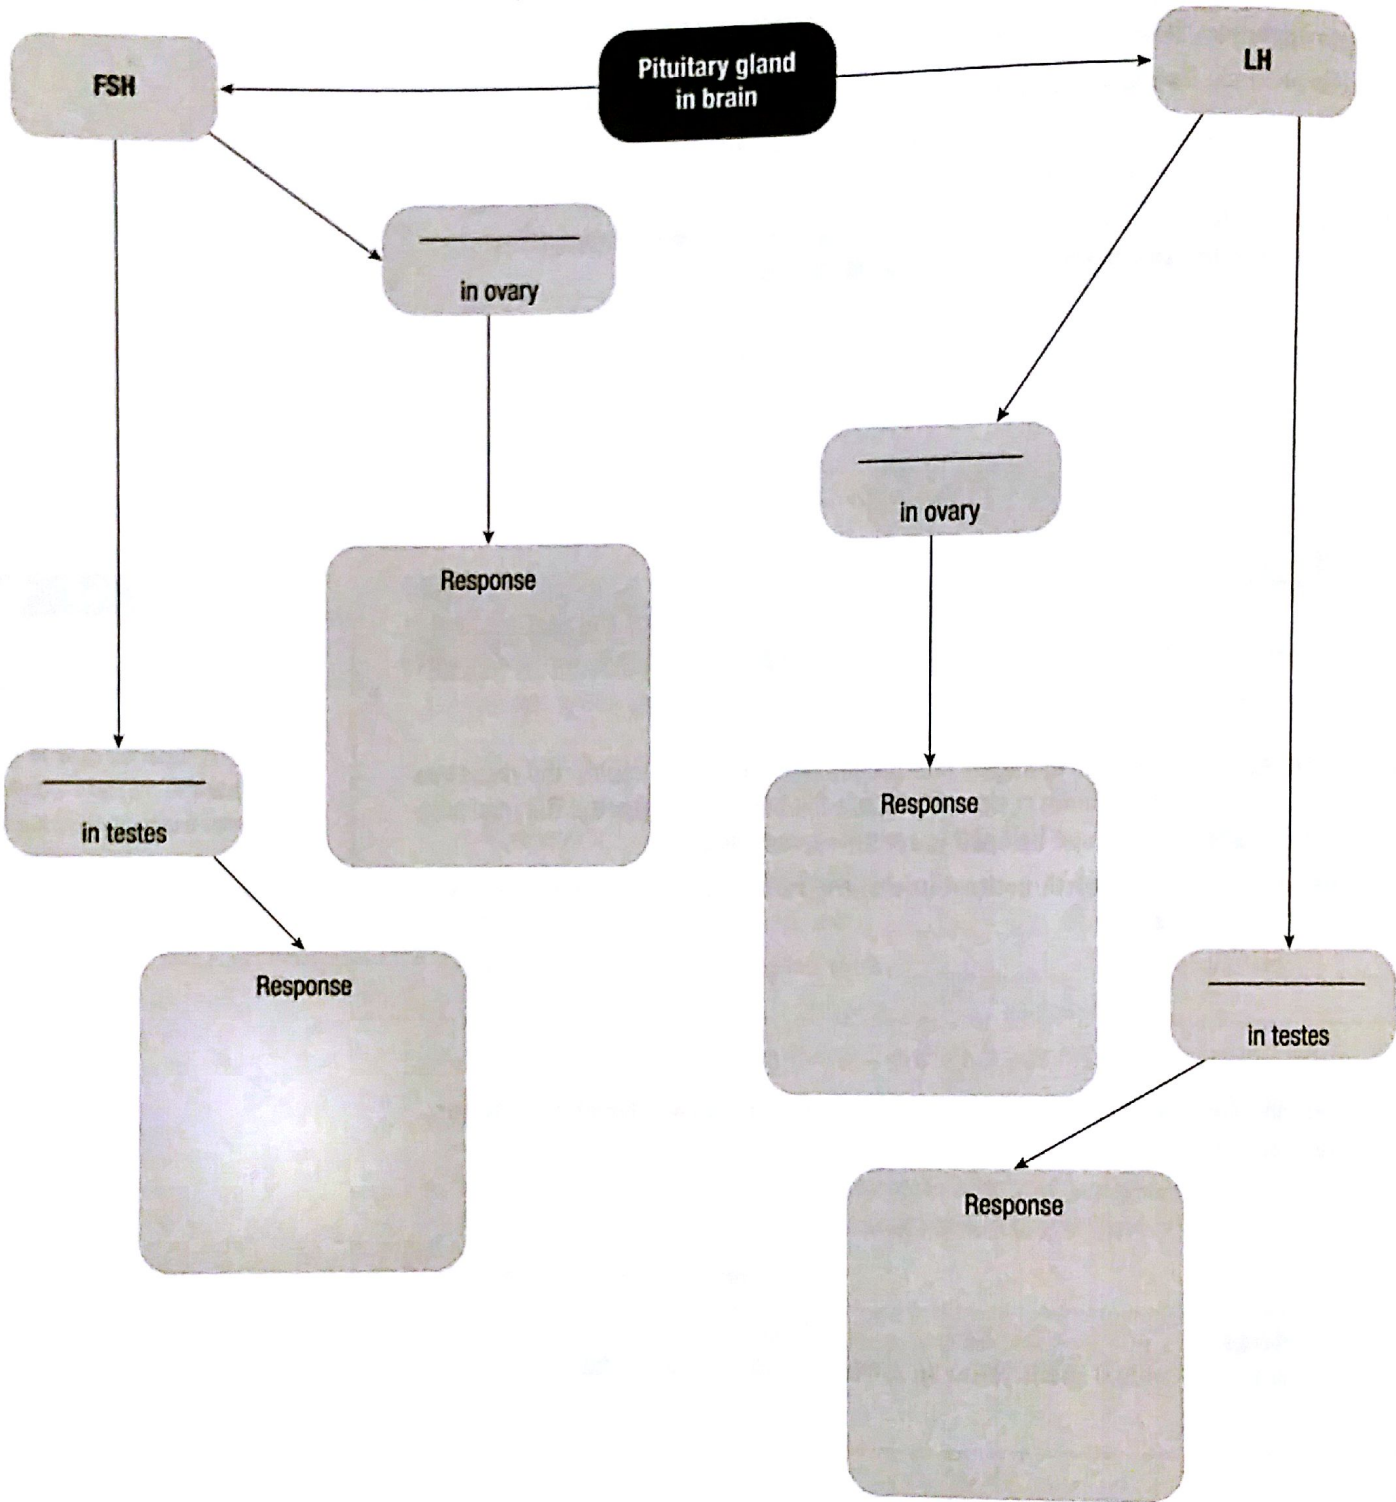 FSH
Pituitary gland
in brain
LH
in ovary
in ovary
Response
Response
in testes
Response
in testes
Response